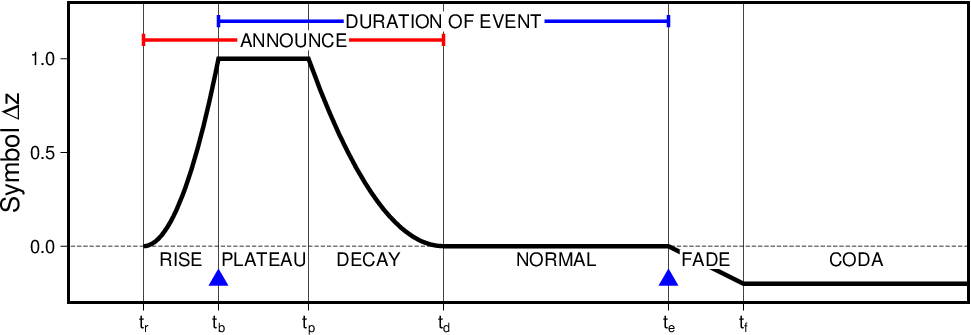 DURATION OF EVENT
ANNOUNCE
Symbol Δz
1.0
0.5
0.0
RISE PLATEAU DECAY NORMAL FADE CODA
tr tb tp td te tf